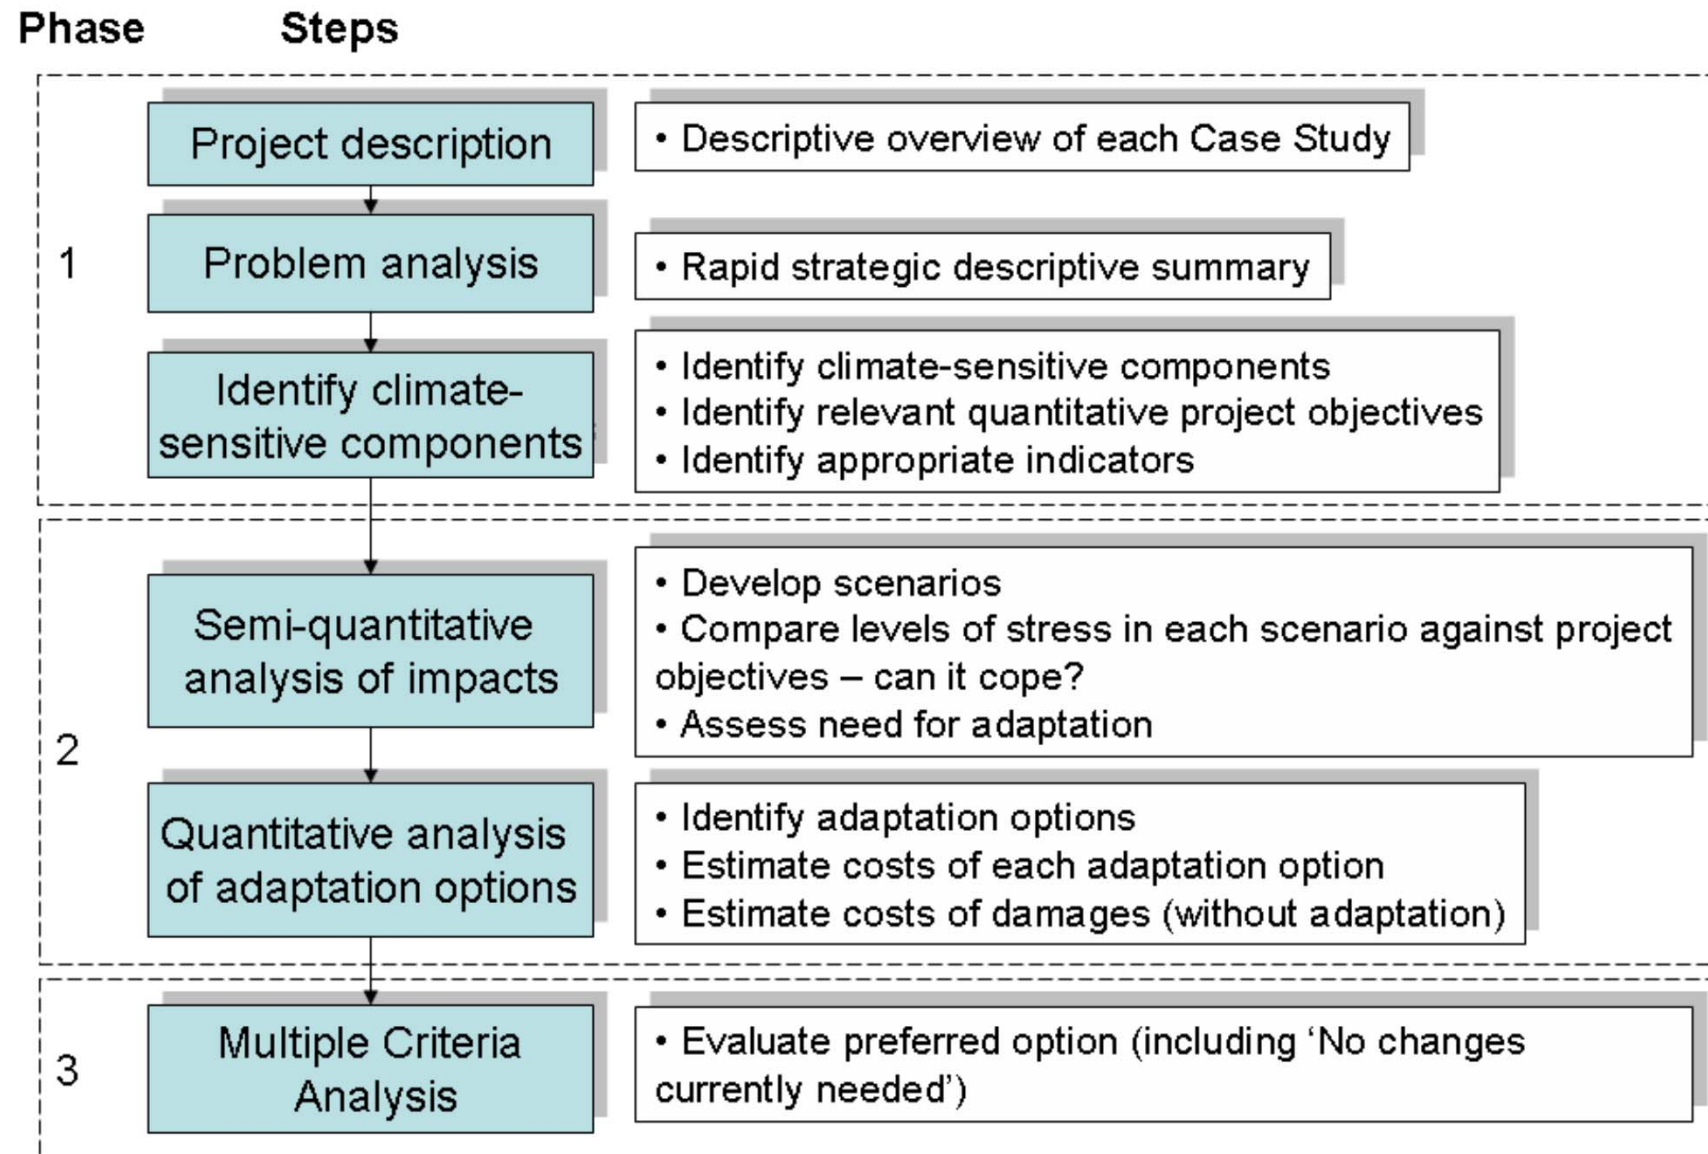 Phase Steps
1
Project description
• Descriptive overview of each Case Study
Problem analysis
• Rapid strategic descriptive summary
Identify climate-
sensitive components
• Identify climate-sensitive components
• Identify relevant quantitative project objectives
• Identify appropriate indicators
2
Semi-quantitative
analysis of impacts
• Develop scenarios
• Compare levels of stress in each scenario against project
objectives – can it cope?
• Assess need for adaptation
Quantitative analysis
of adaptation options
• Identify adaptation options
• Estimate costs of each adaptation option
• Estimate costs of damages (without adaptation)
3
Multiple Criteria
Analysis
• Evaluate preferred option (including ‘No changes
currently needed’)